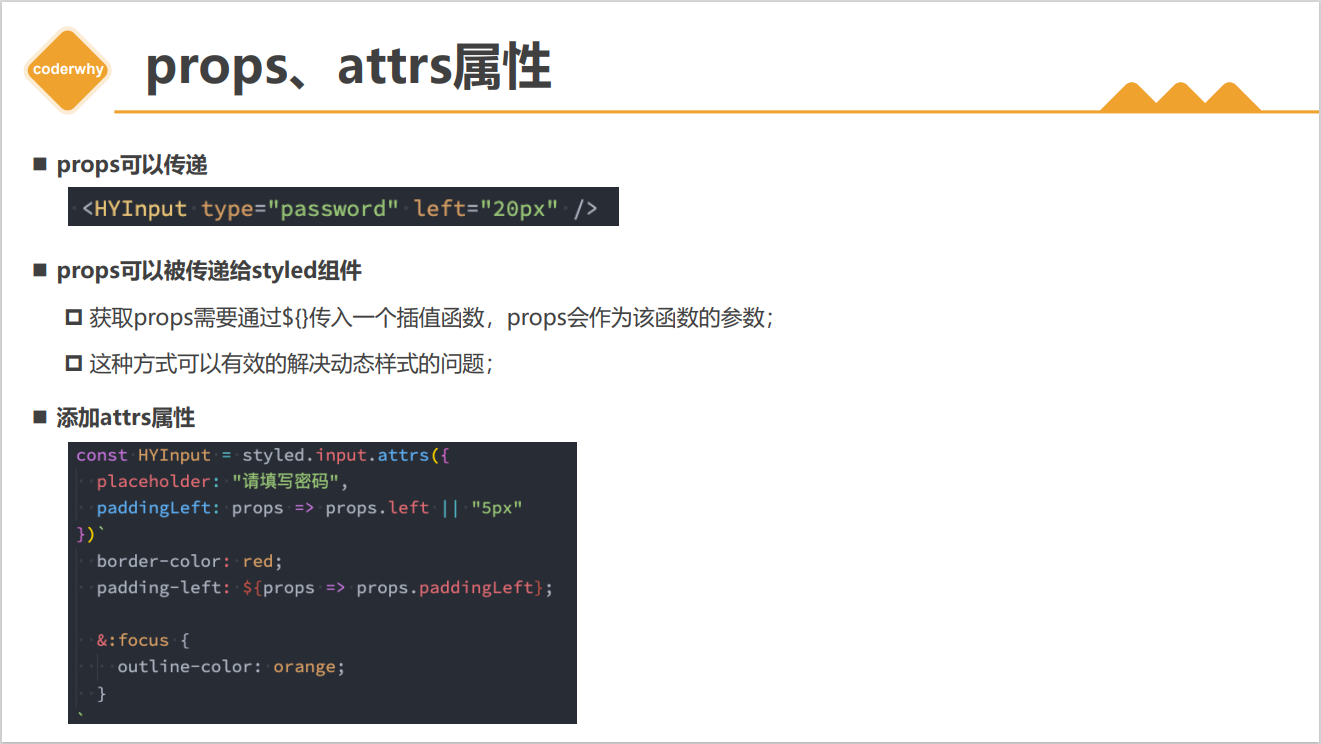 coderwhy
props、attrs属性
props可以传递
<HYInput type="password" left="20px" />
props可以被传递给styled组件
获取props需要通过${}传入一个插值函数，props会作为该函数的参数；
这种方式可以有效的解决动态样式的问题；
添加attrs属性
const HYInput = styled.input.attrs({
  placeholder: "请填写密码",
  paddingLeft: props => props.left || "5px"
})`
  border-color: red;
  padding-left: ${props => props.paddingLeft};
  &:focus {
    outline-color: orange;
  }
`